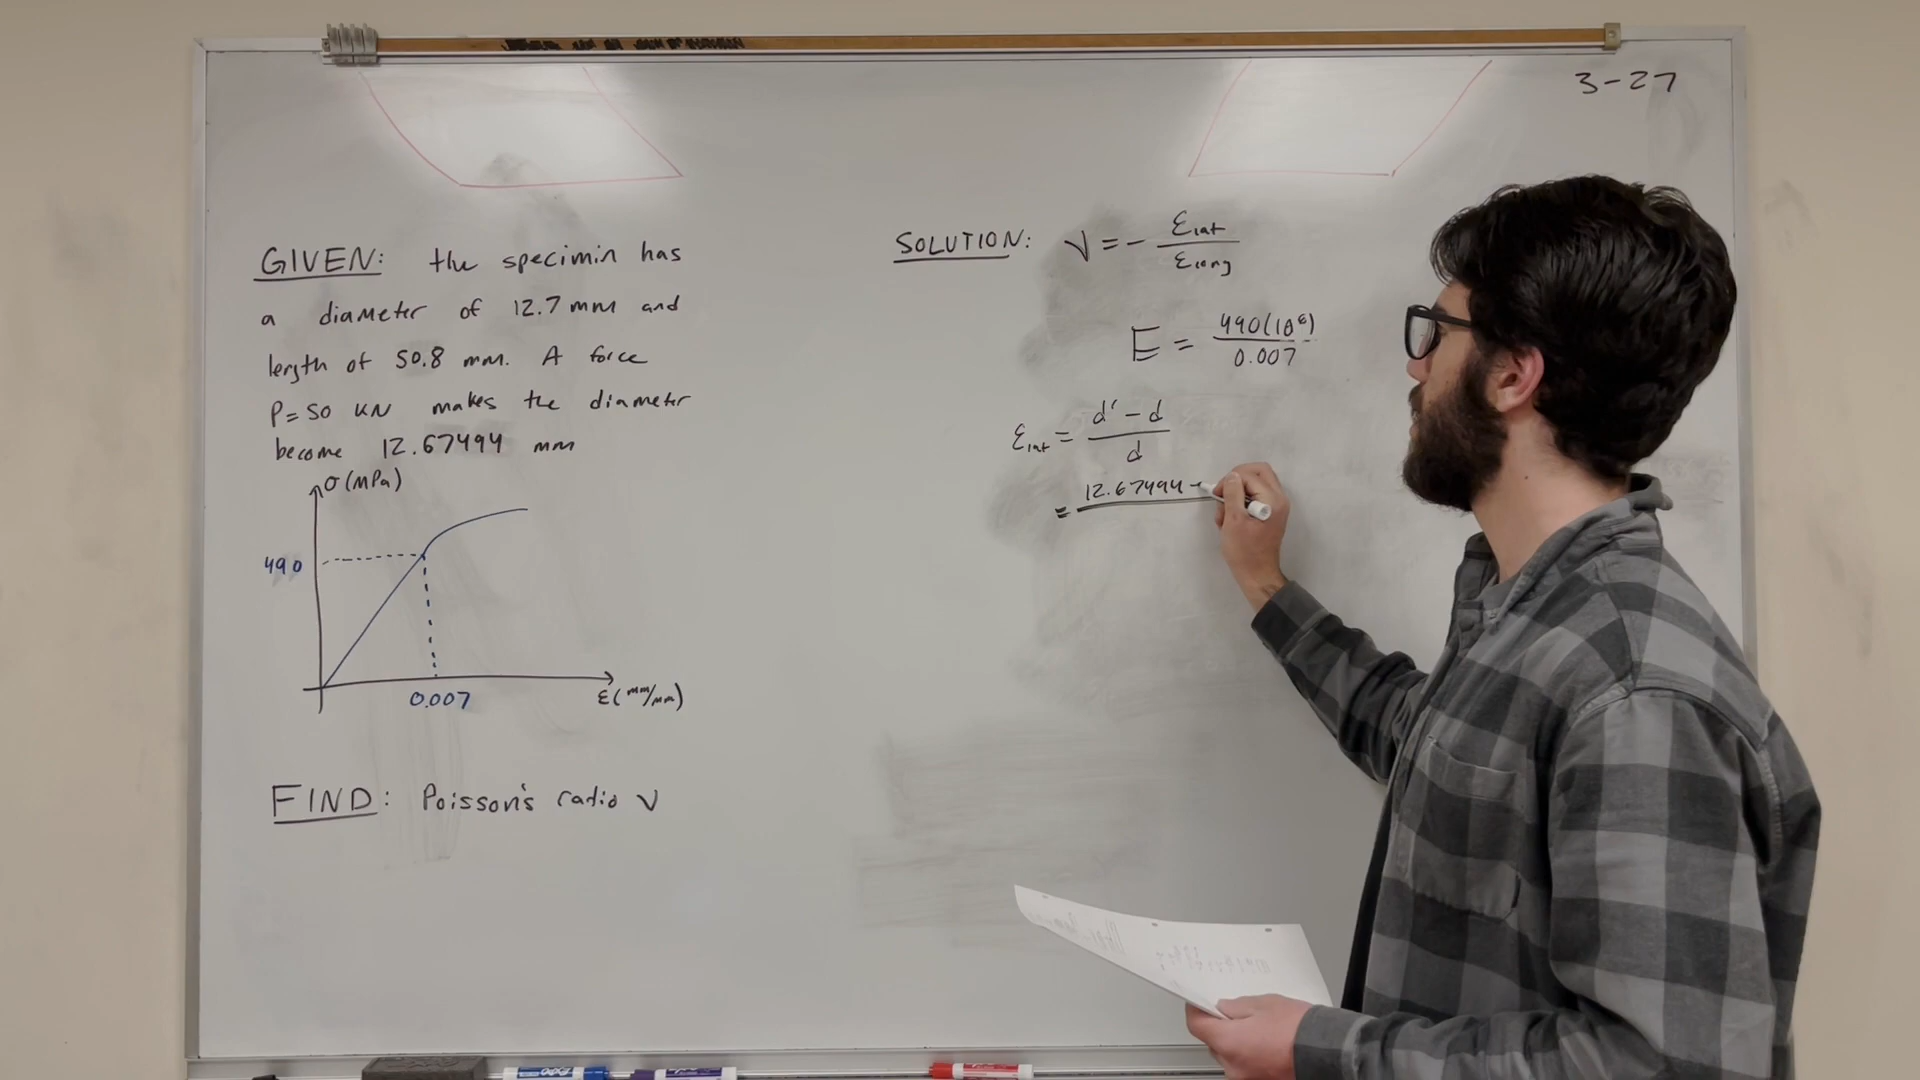 3-27
GIVEN: the specimin has
a diameter of 12.7 mm and
length of 50.8 mm. A force
P=50 KN makes the diameter
become 12.67494 mm
σ (MPa)
490
0.007
ε (mm/mm)
FIND: Poisson's ratio ν
SOLUTION: ν = - εlat / εlong
E = 490(10⁶) / 0.007
εlat = d' - d / d
= 12.67494 -
EXPO